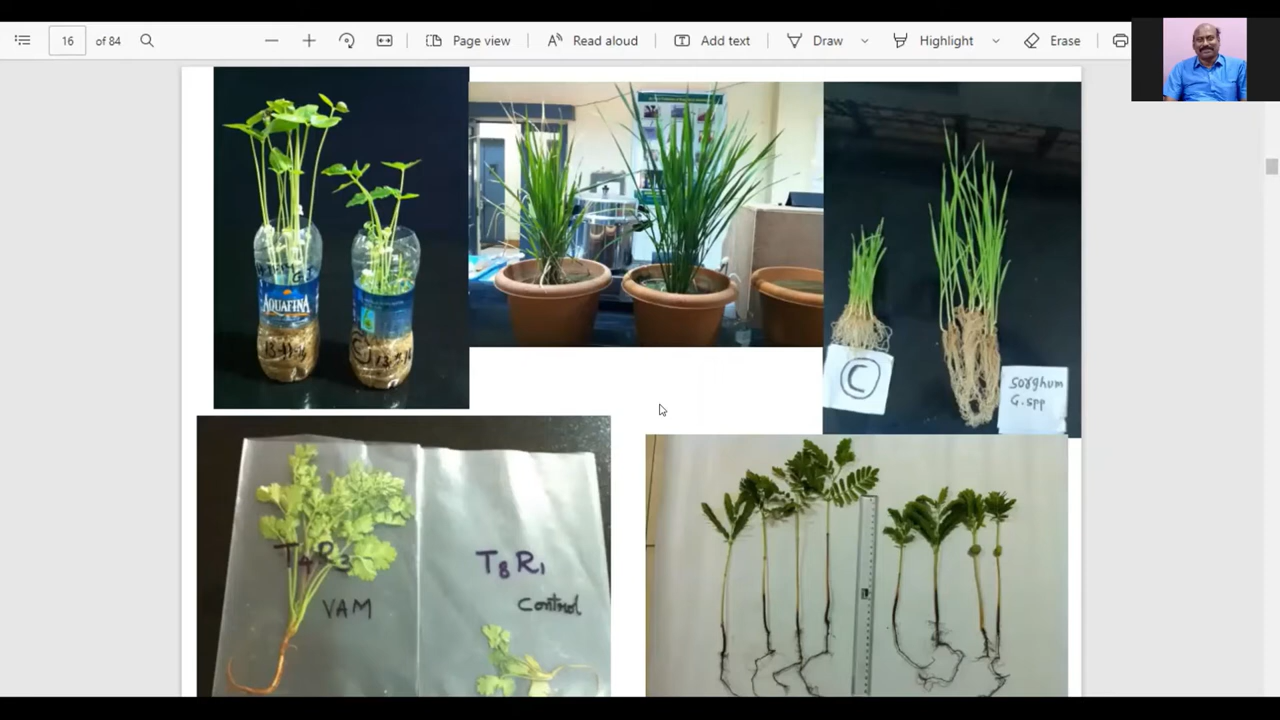 16 of 84
Page view
Read aloud
Add text
Draw
Highlight
Erase
AQUAFINA
C
Sorghum
G. spp
T4R3
VAM
T8R1
Control